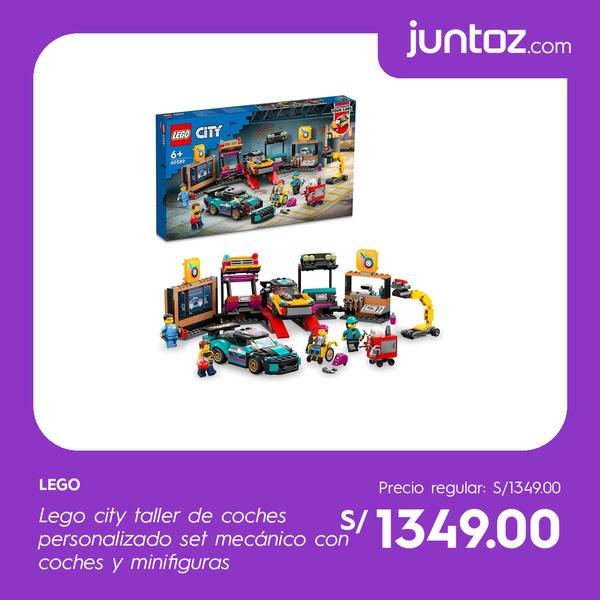 juntoz.com
LEGO CITY
6+
60389
LEGO
Precio regular: S/1349.00
Lego city taller de coches
personalizado set mecánico con
coches y minifiguras
S/ 1349.00